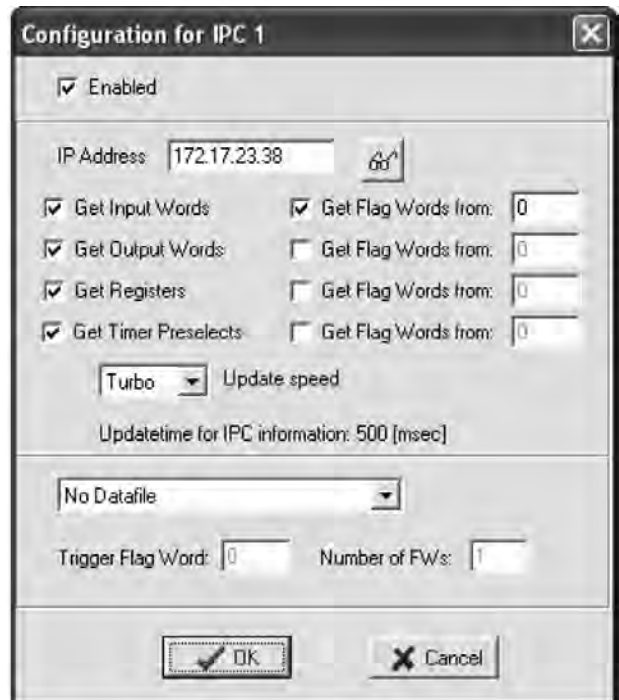 Configuration for IPC 1
Enabled
IP Address 172.17.23.38
Get Input Words Get Flag Words from: 0
Get Output Words Get Flag Words from: 0
Get Registers Get Flag Words from: 0
Get Timer Preselects Get Flag Words from: 0
Turbo Update speed
Updatetime for IPC information: 500 [msec]
No Datafile
Trigger Flag Word: 0 Number of FWs: 1
OK Cancel